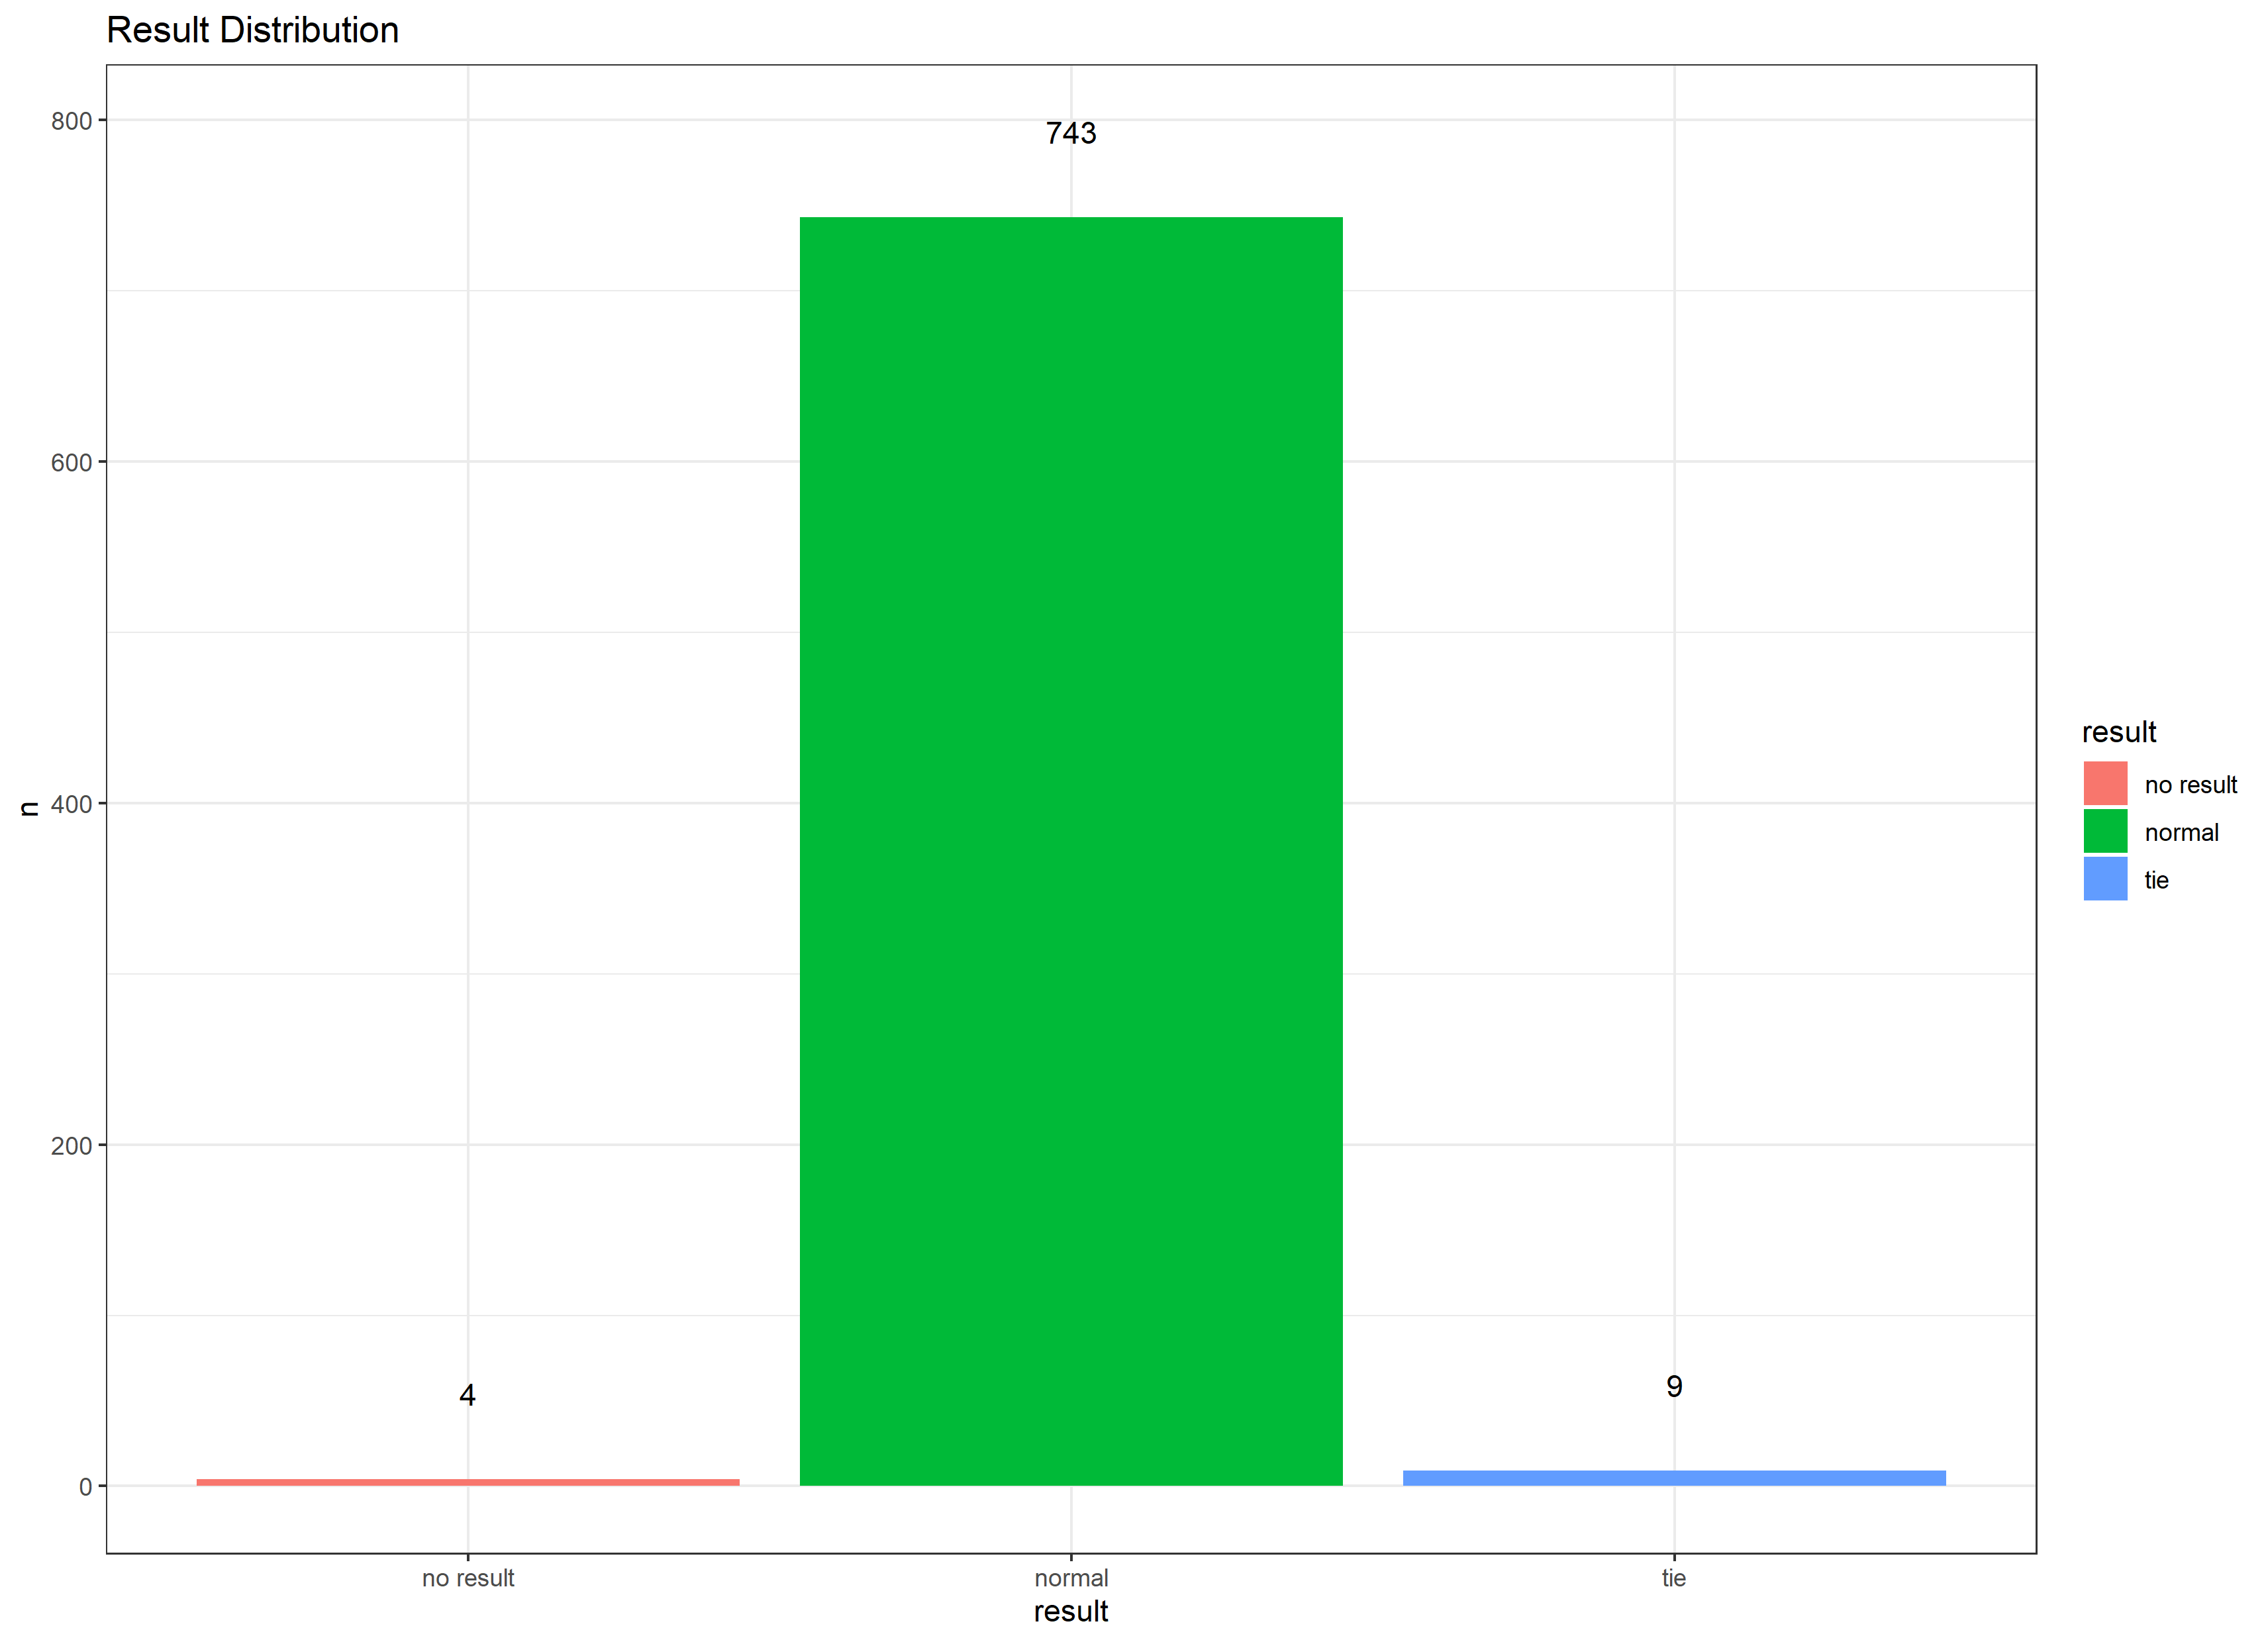 Result Distribution
800
743
600
n
400
200
4
9
0
no result
normal
tie
result
result
no result
normal
tie